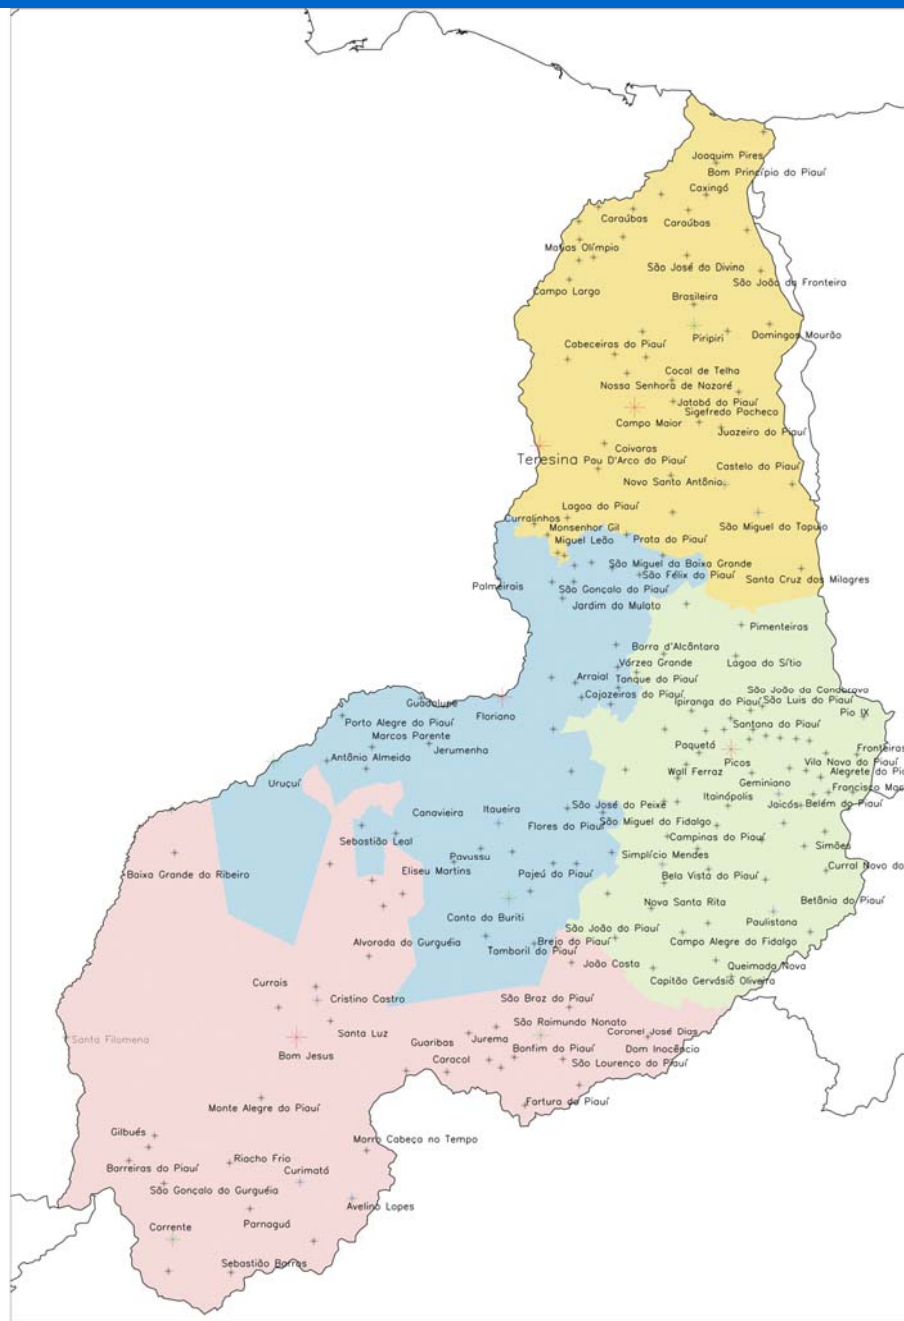 Joaquim Pires
Bom Princípio do Piauí
Caxingó
Caraúbas
Caraúbas
Matias Olímpio
São José do Divino
São João da Fronteira
Campo Largo
Brasileira
Piripiri
Domingos Mourão
Cabeceiras do Piauí
Cocal de Telha
Nossa Senhora de Nazaré
Jatobá do Piauí
Sigefredo Pacheco
Campo Maior
Juazeiro do Piauí
Coivaras
Teresina
Pau D'Arco do Piauí
Castelo do Piauí
Novo Santo Antônio
Lagoa do Piauí
Curralinhos
Monsenhor Gil
São Miguel do Tapuio
Miguel Leão
Prata do Piauí
São Miguel da Baixa Grande
São Félix do Piauí
Santa Cruz dos Milagres
Palmeirais
São Gonçalo do Piauí
Jardim do Mulato
Pimenteiras
Barra d'Alcântara
Várzea Grande
Lagoa do Sítio
Arraial
Tanque do Piauí
Cajazeiras do Piauí
São João da Canabrava
Ipiranga do Piauí
São Luis do Piauí
Guadalupe
Pio IX
Floriano
Porto Alegre do Piauí
Santana do Piauí
Marcos Parente
Jerumenha
Paquetá
Fronteiras
Antônio Almeida
Picos
Vila Nova do Piauí
Wall Ferraz
Alegrete do Pia
Uruçuí
Geminiano
Francisco Mac
Itainópolis
Jaicós
Belém do Piauí
São José do Peixe
Canavieira
Itaueira
Flores do Piauí
São Miguel do Fidalgo
Campinas do Piauí
Sebastião Leal
Simões
Pavussu
Simplício Mendes
Curral Novo do
Baixa Grande do Ribeiro
Eliseu Martins
Pajeú do Piauí
Bela Vista do Piauí
Nova Santa Rita
Betânia do Piauí
Canto do Buriti
Paulistana
São João do Piauí
Alvorada do Gurguéia
Brejo do Piauí
Campo Alegre do Fidalgo
Tamboril do Piauí
João Costa
Queimada Nova
Capitão Gervásio Oliveira
Currais
Cristino Castro
São Braz do Piauí
São Raimundo Nonato
Santa Luz
Coronel José Dias
Santa Filomena
Guaribas
Jurema
Bonfim do Piauí
Dom Inocêncio
Bom Jesus
Caracol
São Lourenço do Piauí
Monte Alegre do Piauí
Fartura do Piauí
Gilbués
Morro Cabeça no Tempo
Barreiras do Piauí
Riacho Frio
Curimatá
São Gonçalo do Gurguéia
Avelino Lopes
Corrente
Parnaguá
Sebastião Barros